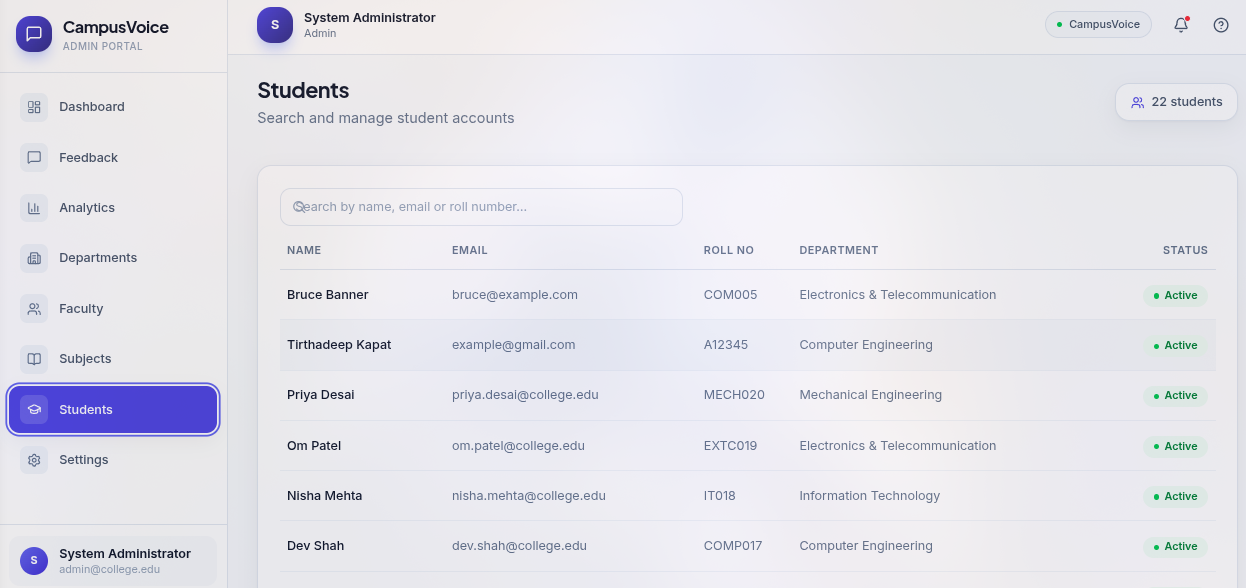 CampusVoice
ADMIN PORTAL
Dashboard
Feedback
Analytics
Departments
Faculty
Subjects
Students
Settings
S
System Administrator
admin@college.edu
S
System Administrator
Admin
CampusVoice
Students
Search and manage student accounts
22 students
Search by name, email or roll number...
NAME EMAIL ROLL NO DEPARTMENT STATUS
Bruce Banner bruce@example.com COM005 Electronics & Telecommunication Active
Tirthadeep Kapat example@gmail.com A12345 Computer Engineering Active
Priya Desai priya.desai@college.edu MECH020 Mechanical Engineering Active
Om Patel om.patel@college.edu EXTC019 Electronics & Telecommunication Active
Nisha Mehta nisha.mehta@college.edu IT018 Information Technology Active
Dev Shah dev.shah@college.edu COMP017 Computer Engineering Active